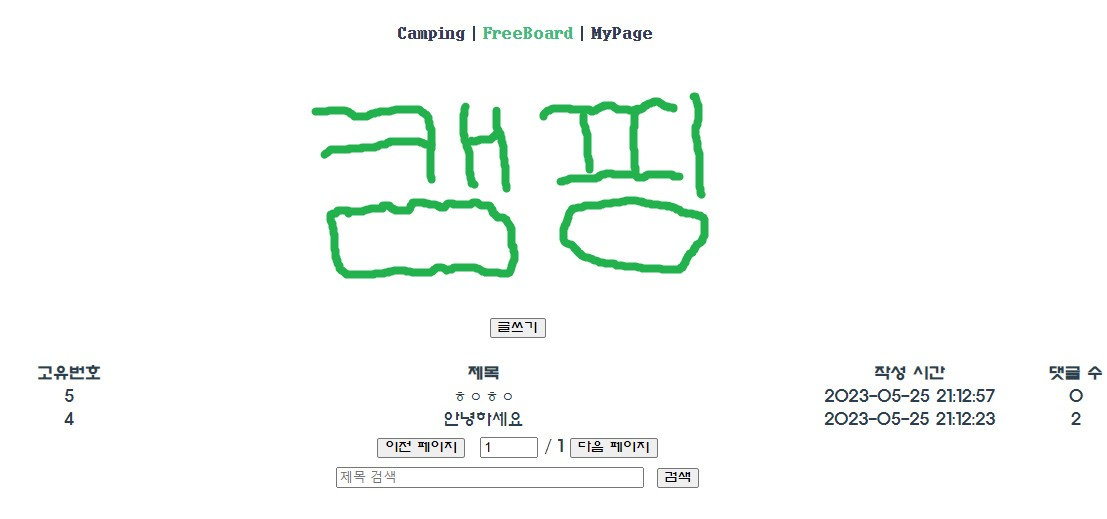 Camping | FreeBoard | MyPage
캠핑
글쓰기
고유번호 제목 작성 시간 댓글 수
5 ㅎㅇㅎㅇ 2023-05-25 21:12:57 0
4 안녕하세요 2023-05-25 21:12:23 2
이전 페이지 1 / 1 다음 페이지
제목 검색 검색